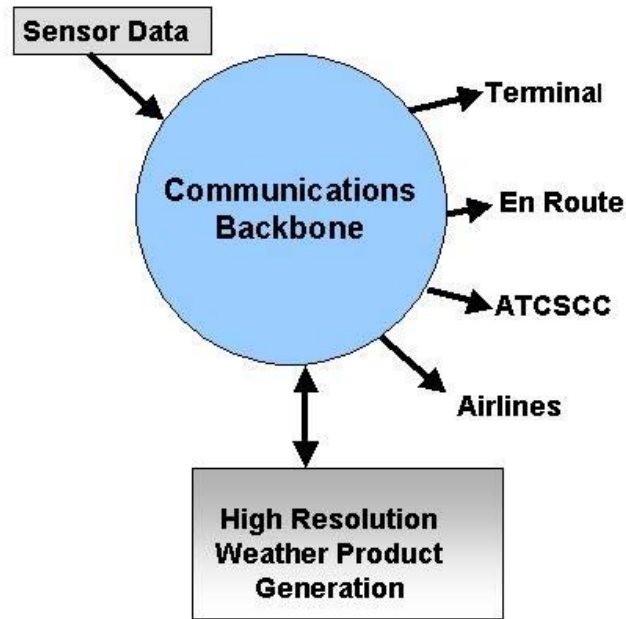 Sensor Data
Terminal
Communications
Backbone
En Route
ATCSCC
Airlines
High Resolution
Weather Product
Generation